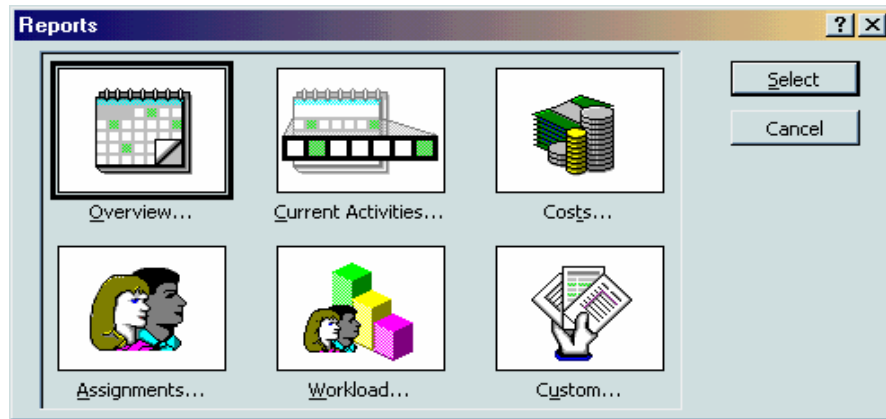 Reports
Select
Cancel
Overview...
Current Activities...
Costs...
Assignments...
Workload...
Custom...